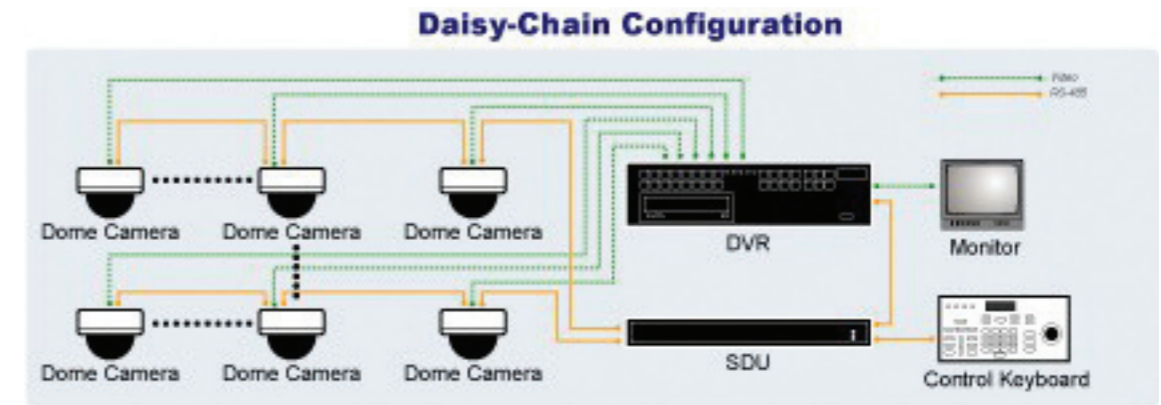 Daisy-Chain Configuration
Video
RS-485
Dome Camera Dome Camera Dome Camera
DVR
Monitor
Dome Camera Dome Camera Dome Camera
SDU
Control Keyboard